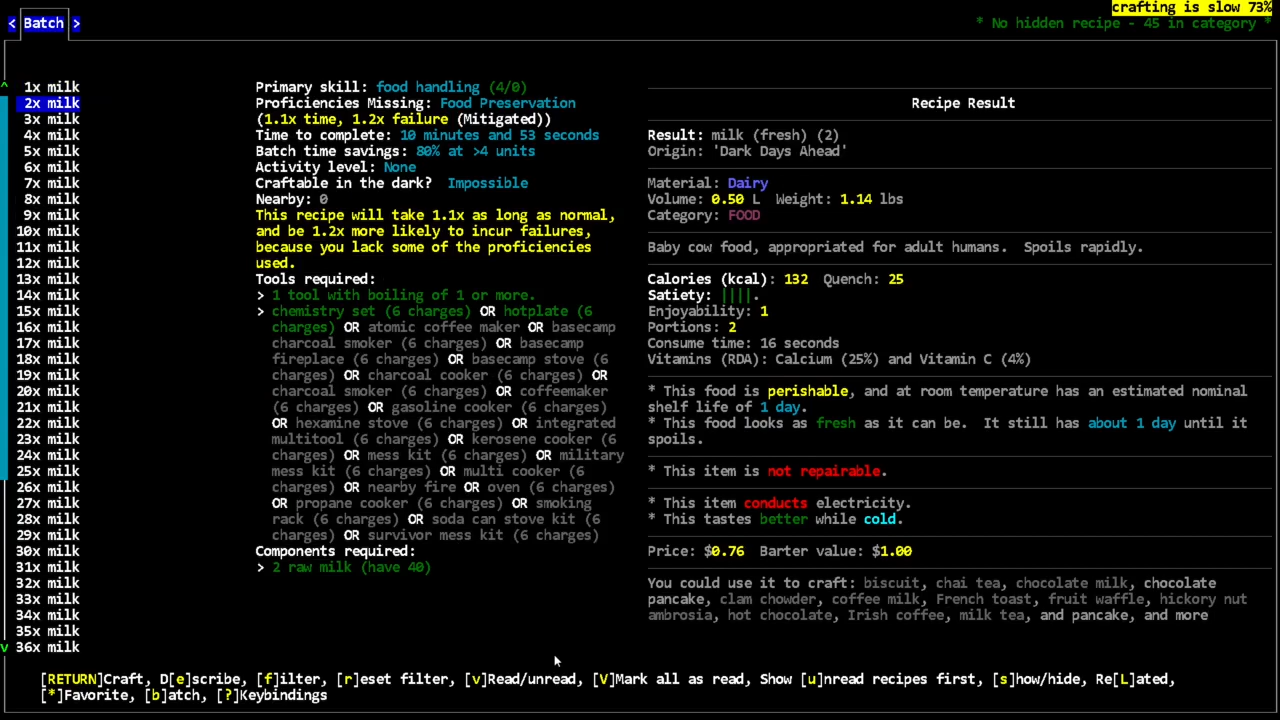 crafting is slow 73%
< Batch >
* No hidden recipe - 45 in category *
^ 1x milk
2x milk
3x milk
4x milk
5x milk
6x milk
7x milk
8x milk
9x milk
10x milk
11x milk
12x milk
13x milk
14x milk
15x milk
16x milk
17x milk
18x milk
19x milk
20x milk
21x milk
22x milk
23x milk
24x milk
25x milk
26x milk
27x milk
28x milk
29x milk
30x milk
31x milk
32x milk
33x milk
34x milk
35x milk
v 36x milk
Primary skill: food handling (4/0)
Proficiencies Missing: Food Preservation
(1.1x time, 1.2x failure (Mitigated))
Time to complete: 10 minutes and 53 seconds
Batch time savings: 80% at >4 units
Activity level: None
Craftable in the dark? Impossible
Nearby: 0
This recipe will take 1.1x as long as normal,
and be 1.2x more likely to incur failures,
because you lack some of the proficiencies
used.
Tools required:
> 1 tool with boiling of 1 or more.
> chemistry set (6 charges) OR hotplate (6
charges) OR atomic coffee maker OR basecamp
charcoal smoker (6 charges) OR basecamp
fireplace (6 charges) OR basecamp stove (6
charges) OR charcoal cooker (6 charges) OR
charcoal smoker (6 charges) OR coffeemaker
(6 charges) OR gasoline cooker (6 charges)
OR hexamine stove (6 charges) OR integrated
multitool (6 charges) OR kerosene cooker (6
charges) OR mess kit (6 charges) OR military
mess kit (6 charges) OR multi cooker (6
charges) OR nearby fire OR oven (6 charges)
OR propane cooker (6 charges) OR smoking
rack (6 charges) OR soda can stove kit (6
charges) OR survivor mess kit (6 charges)
Components required:
> 2 raw milk (have 40)
Recipe Result
Result: milk (fresh) (2)
Origin: 'Dark Days Ahead'
Material: Dairy
Volume: 0.50 L Weight: 1.14 lbs
Category: FOOD
Baby cow food, appropriated for adult humans. Spoils rapidly.
Calories (kcal): 132 Quench: 25
Satiety: ||||.
Enjoyability: 1
Portions: 2
Consume time: 16 seconds
Vitamins (RDA): Calcium (25%) and Vitamin C (4%)
* This food is perishable, and at room temperature has an estimated nominal
shelf life of 1 day.
* This food looks as fresh as it can be. It still has about 1 day until it
spoils.
* This item is not repairable.
* This item conducts electricity.
* This tastes better while cold.
Price: $0.76 Barter value: $1.00
You could use it to craft: biscuit, chai tea, chocolate milk, chocolate
pancake, clam chowder, coffee milk, French toast, fruit waffle, hickory nut
ambrosia, hot chocolate, Irish coffee, milk tea, and pancake, and more
[RETURN]Craft, D[e]scribe, [f]ilter, [r]eset filter, [v]Read/unread, [V]Mark all as read, Show [u]nread recipes first, [s]how/hide, Re[L]ated,
[*]Favorite, [b]atch, [?]Keybindings